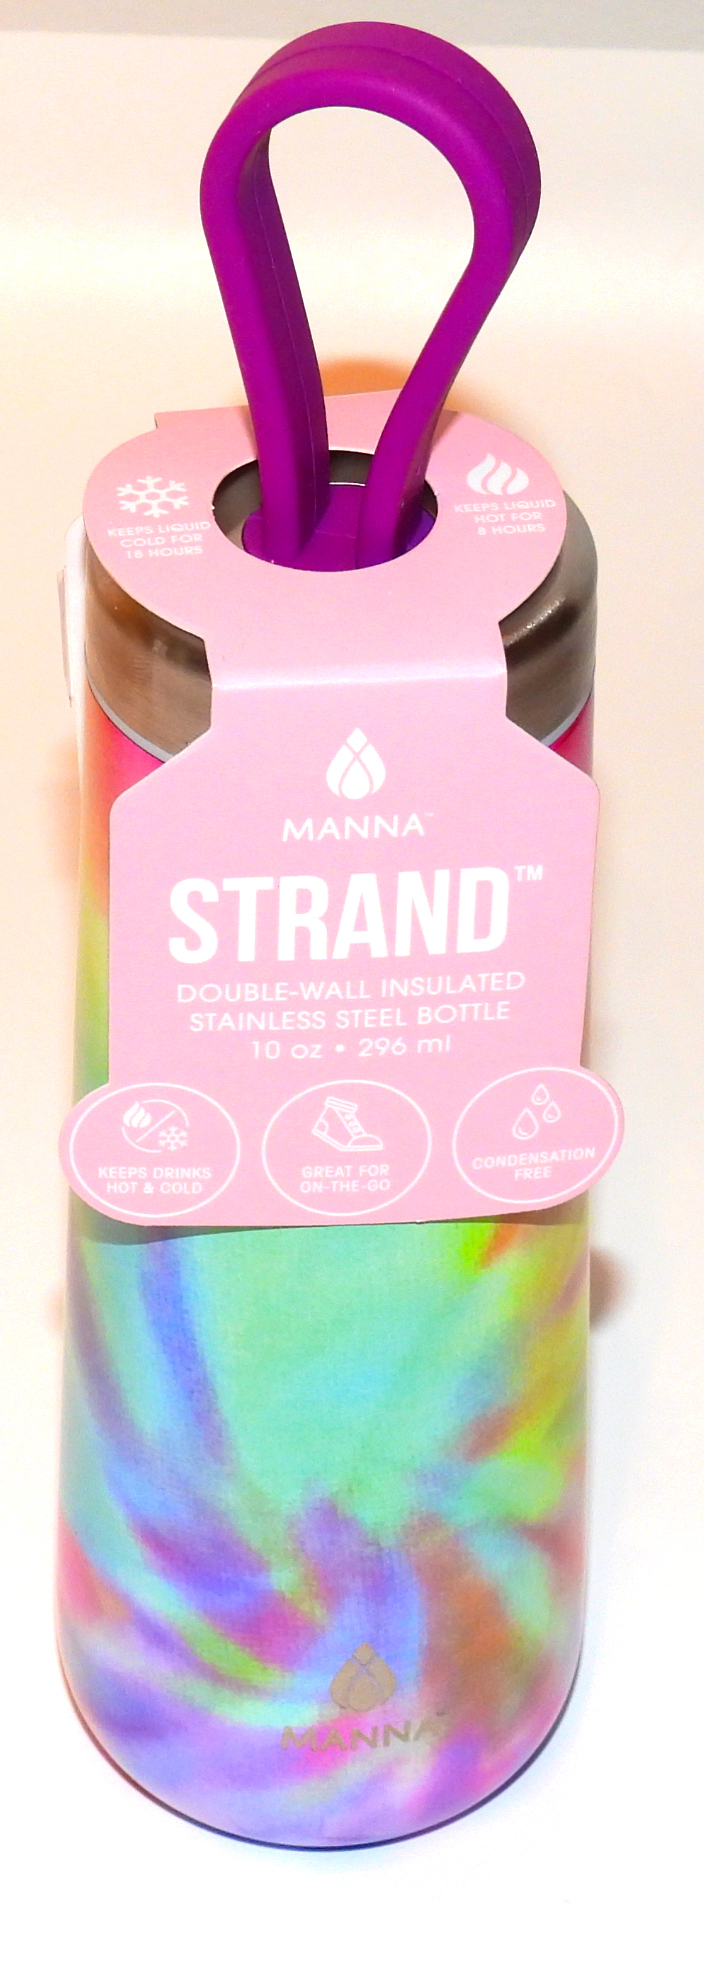 KEEPS LIQUID
COLD FOR
18 HOURS
KEEPS LIQUID
HOT FOR
8 HOURS
MANNA™
STRAND™
DOUBLE-WALL INSULATED
STAINLESS STEEL BOTTLE
10 oz • 296 ml
KEEPS DRINKS
HOT & COLD
GREAT FOR
ON-THE-GO
CONDENSATION
FREE
MANNA™